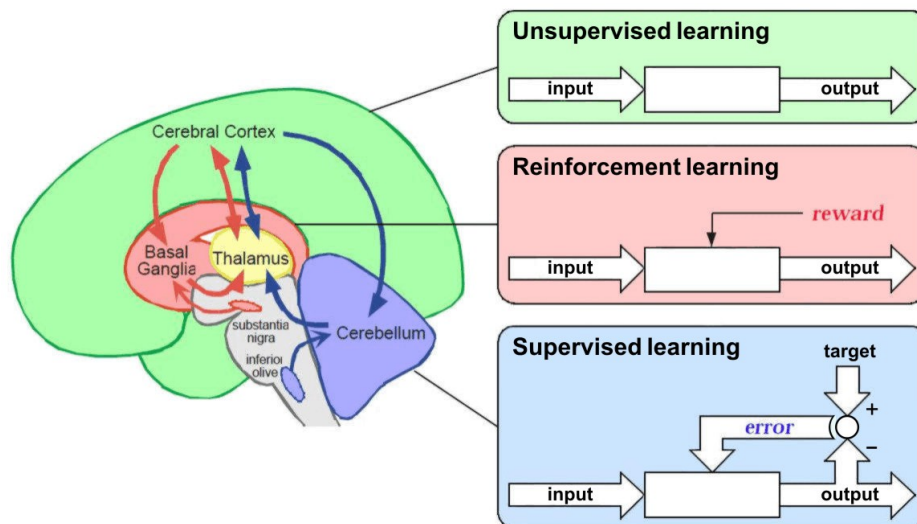 Unsupervised learning
input
output
Cerebral Cortex
Reinforcement learning
reward
input
output
Basal
Ganglia
Thalamus
substantia
nigra
inferior
olive
Cerebellum
Supervised learning
target
+
error
−
input
output